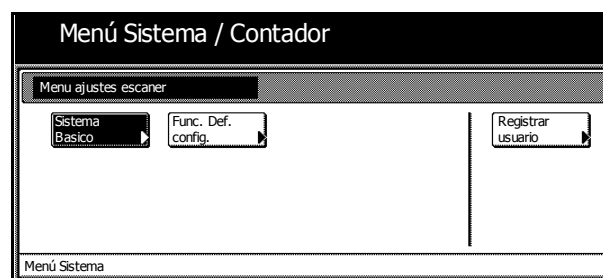 Menú Sistema / Contador
Menu ajustes escaner
Sistema
Basico
Func. Def.
config.
Registrar
usuario
Menú Sistema